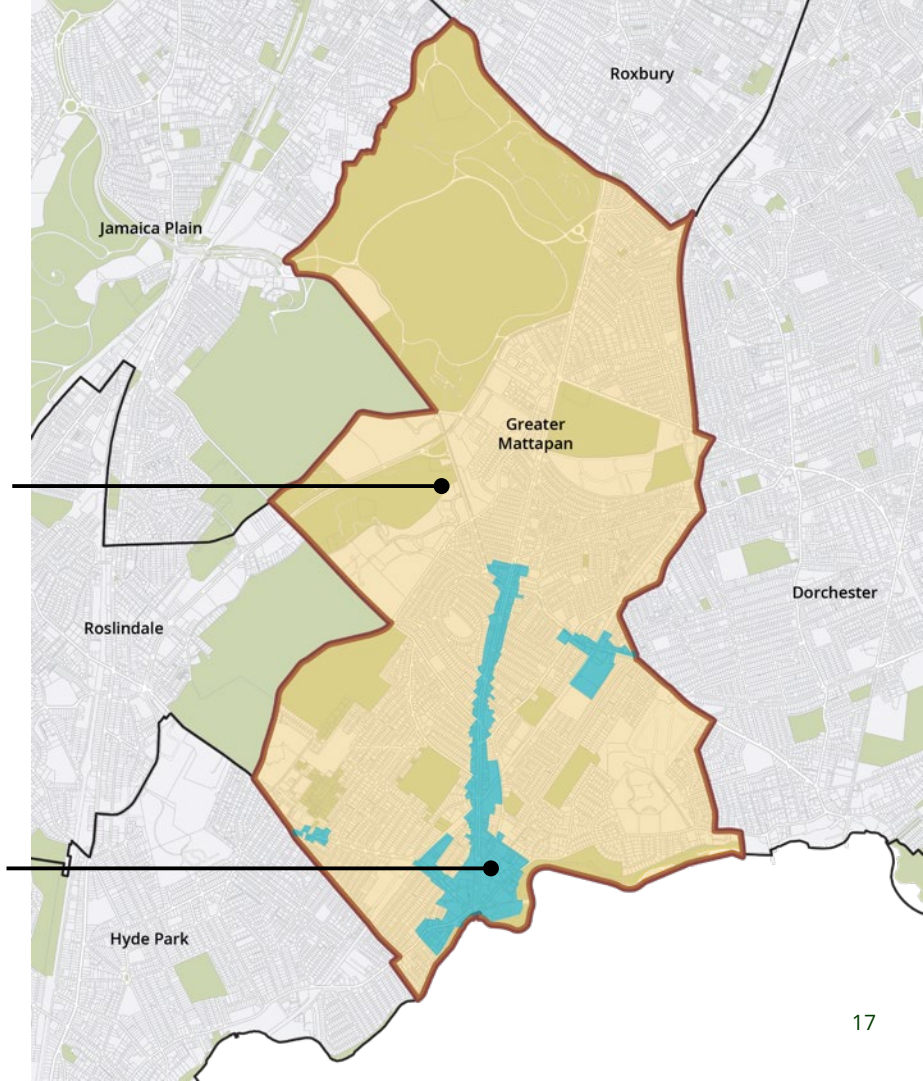 Roxbury
Jamaica Plain
Greater
Mattapan
Dorchester
Roslindale
Hyde Park
17